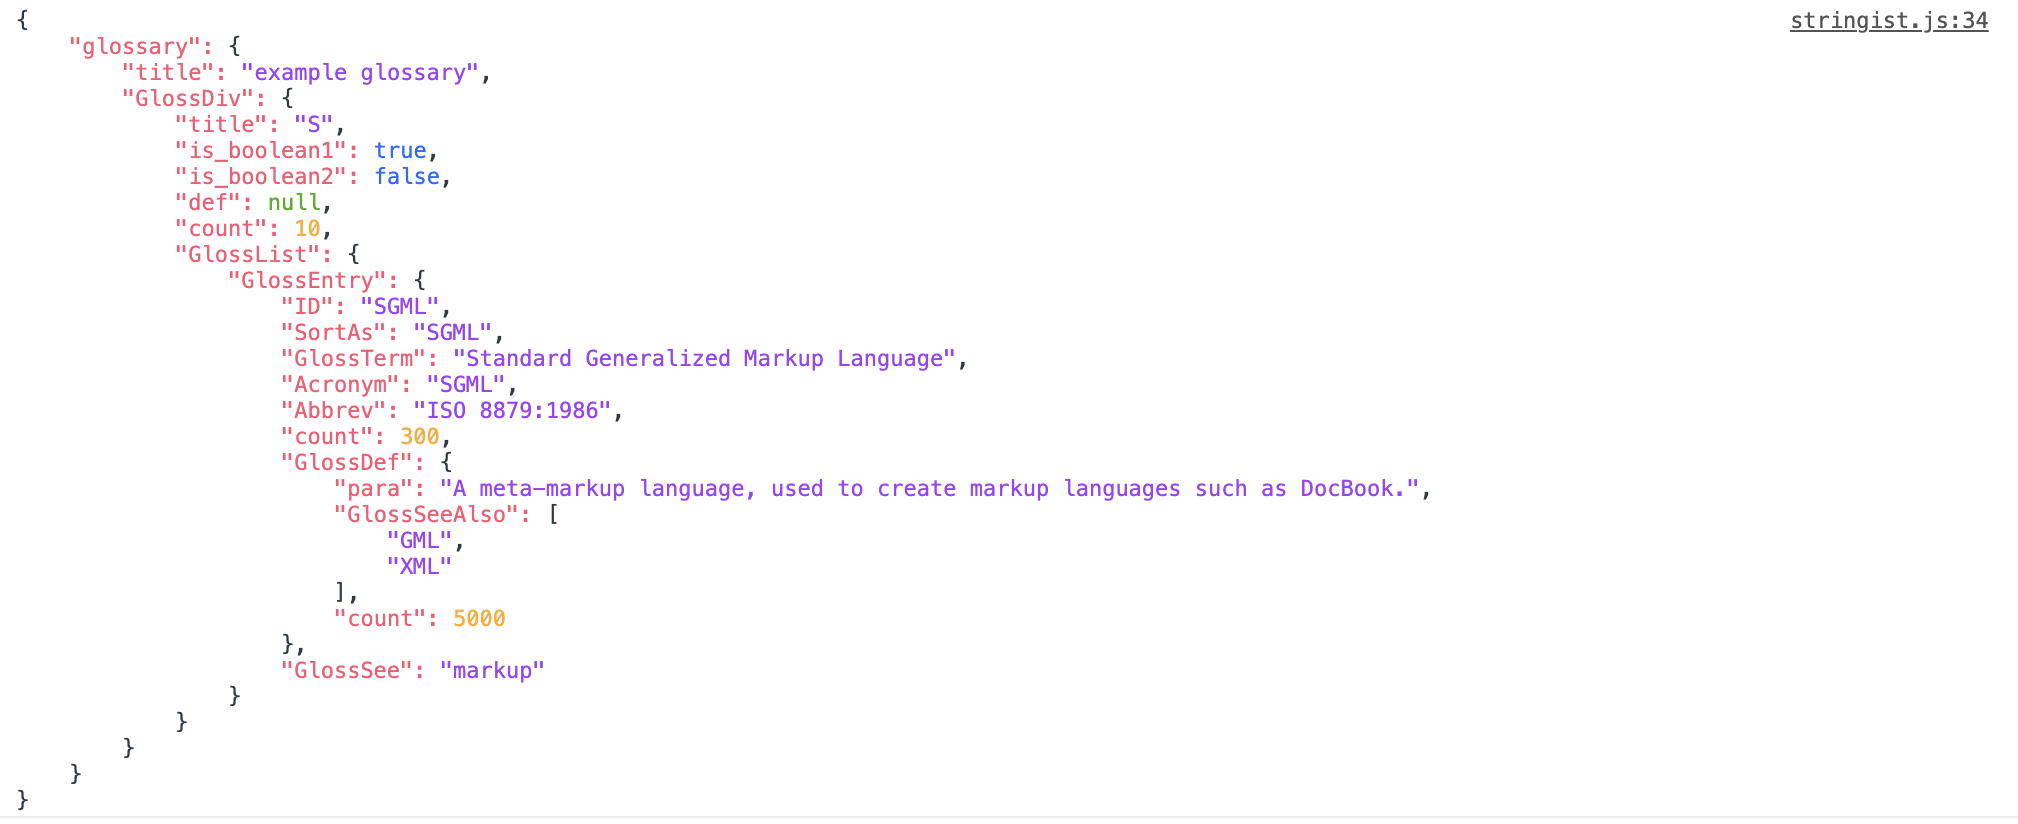 {
    "glossary": {
        "title": "example glossary",
        "GlossDiv": {
            "title": "S",
            "is_boolean1": true,
            "is_boolean2": false,
            "def": null,
            "count": 10,
            "GlossList": {
                "GlossEntry": {
                    "ID": "SGML",
                    "SortAs": "SGML",
                    "GlossTerm": "Standard Generalized Markup Language",
                    "Acronym": "SGML",
                    "Abbrev": "ISO 8879:1986",
                    "count": 300,
                    "GlossDef": {
                        "para": "A meta-markup language, used to create markup languages such as DocBook.",
                        "GlossSeeAlso": [
                            "GML",
                            "XML"
                        ],
                        "count": 5000
                    },
                    "GlossSee": "markup"
                }
            }
        }
    }
}
stringist.js:34